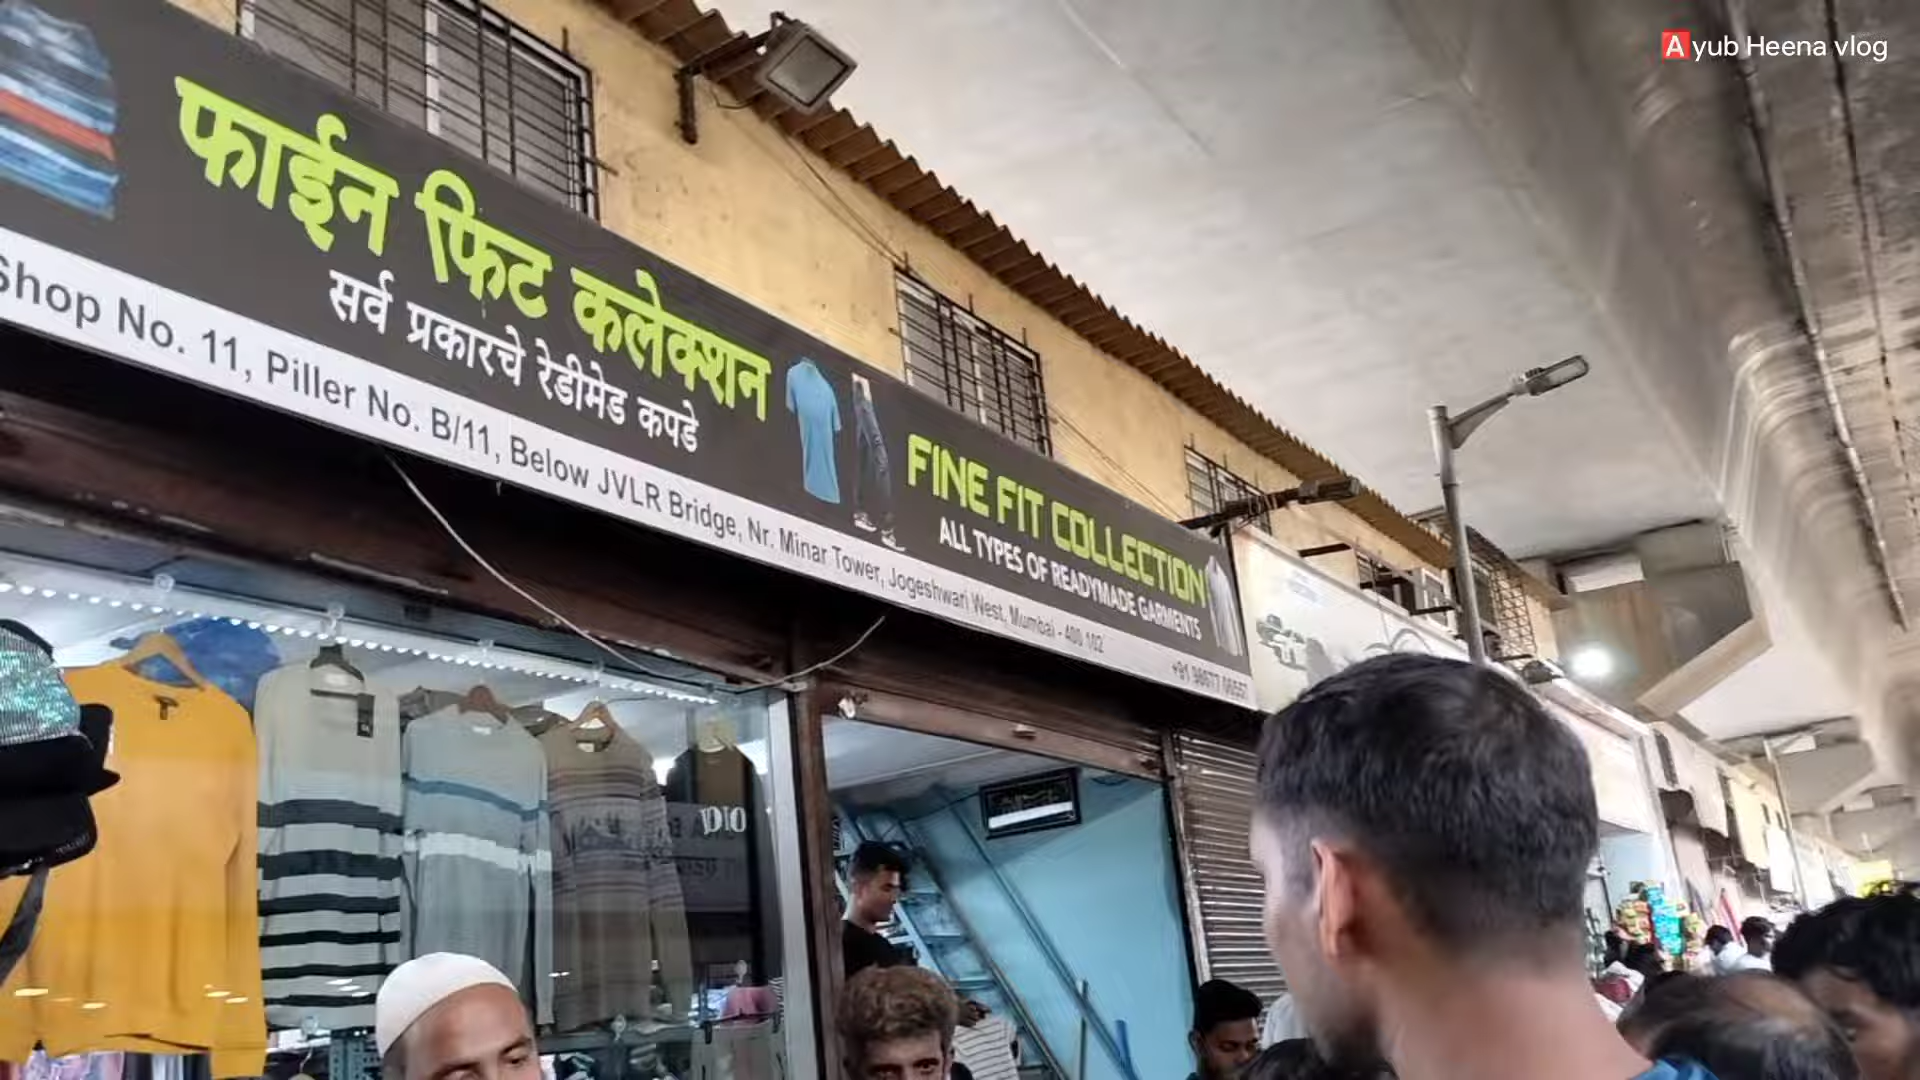 Ayub Heena vlog
फाईन फिट कलेक्शन
सर्व प्रकारचे रेडीमेड कपडे
Shop No. 11, Piller No. B/11, Below JVLR Bridge, Nr. Minar Tower, Jogeshwari West, Mumbai - 400 102
FINE FIT COLLECTION
ALL TYPES OF READYMADE GARMENTS